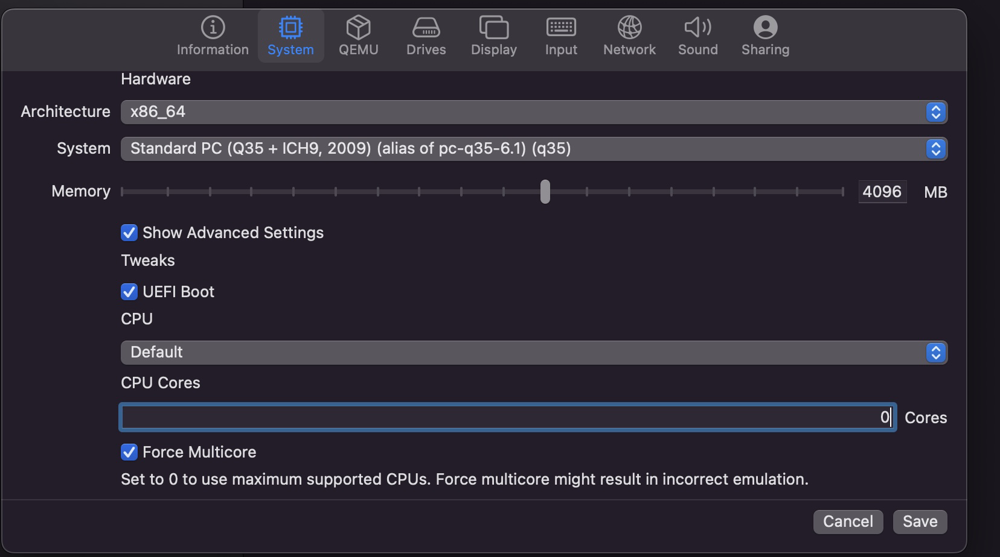 Information System QEMU Drives Display Input Network Sound Sharing
Hardware
Architecture x86_64
System Standard PC (Q35 + ICH9, 2009) (alias of pc-q35-6.1) (q35)
Memory 4096 MB
Show Advanced Settings
Tweaks
UEFI Boot
CPU
Default
CPU Cores
0 Cores
Force Multicore
Set to 0 to use maximum supported CPUs. Force multicore might result in incorrect emulation.
Cancel Save